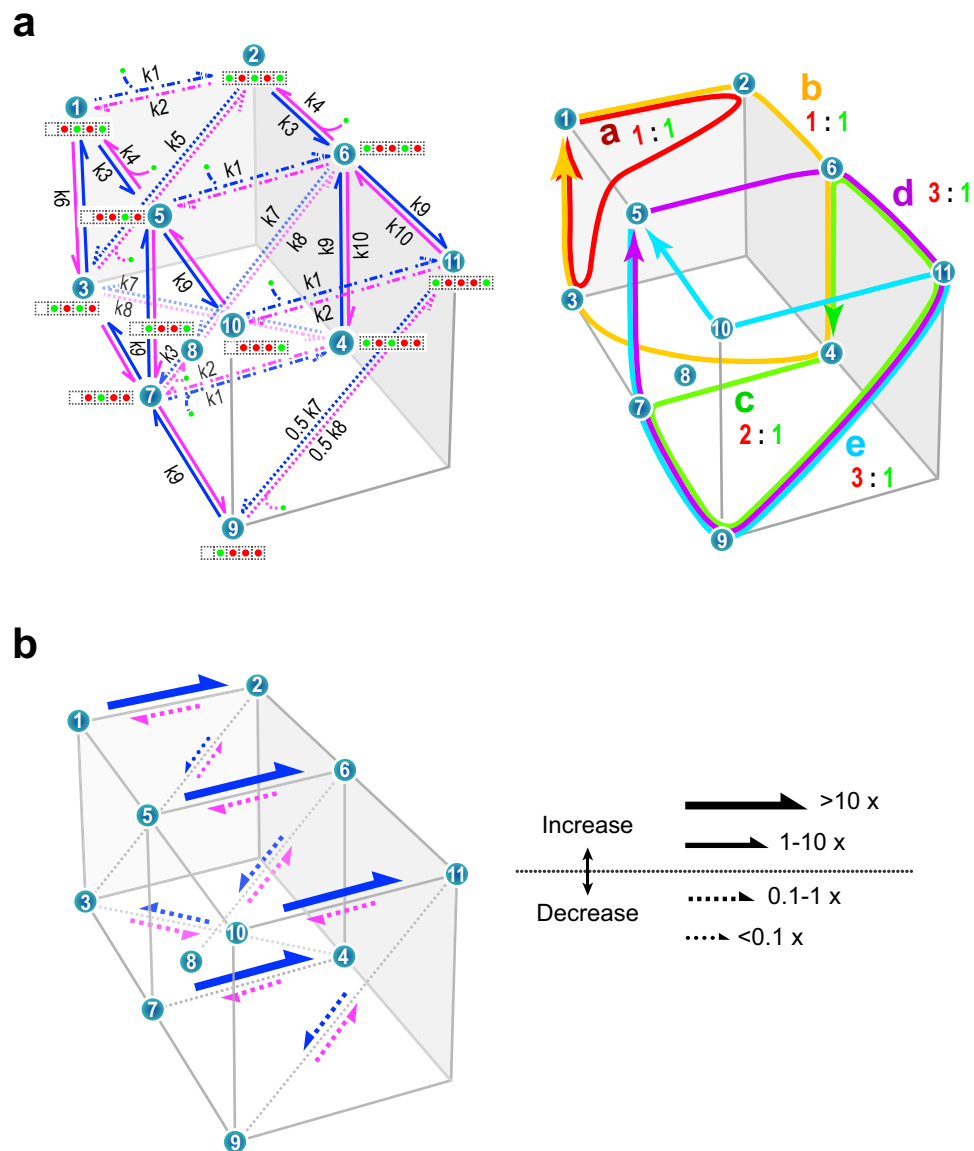 a
2
k1
k2
1
k4
k3
k5
k4
k3
k1
6
k6
5
k7
k8
k9
k9
k10
k10
11
k9
k1
k2
3
k7
k8
10
4
k9
8
k3
k2
k1
7
0.5 k7
0.5 k8
k9
9
1
2
b
1 : 1
a 1 : 1
6
d 3 : 1
5
11
3
10
4
8
7
c
2 : 1
e
3 : 1
9
b
1
2
6
5
11
3
10
8
4
7
9
>10 x
Increase
1-10 x
0.1-1 x
Decrease
<0.1 x